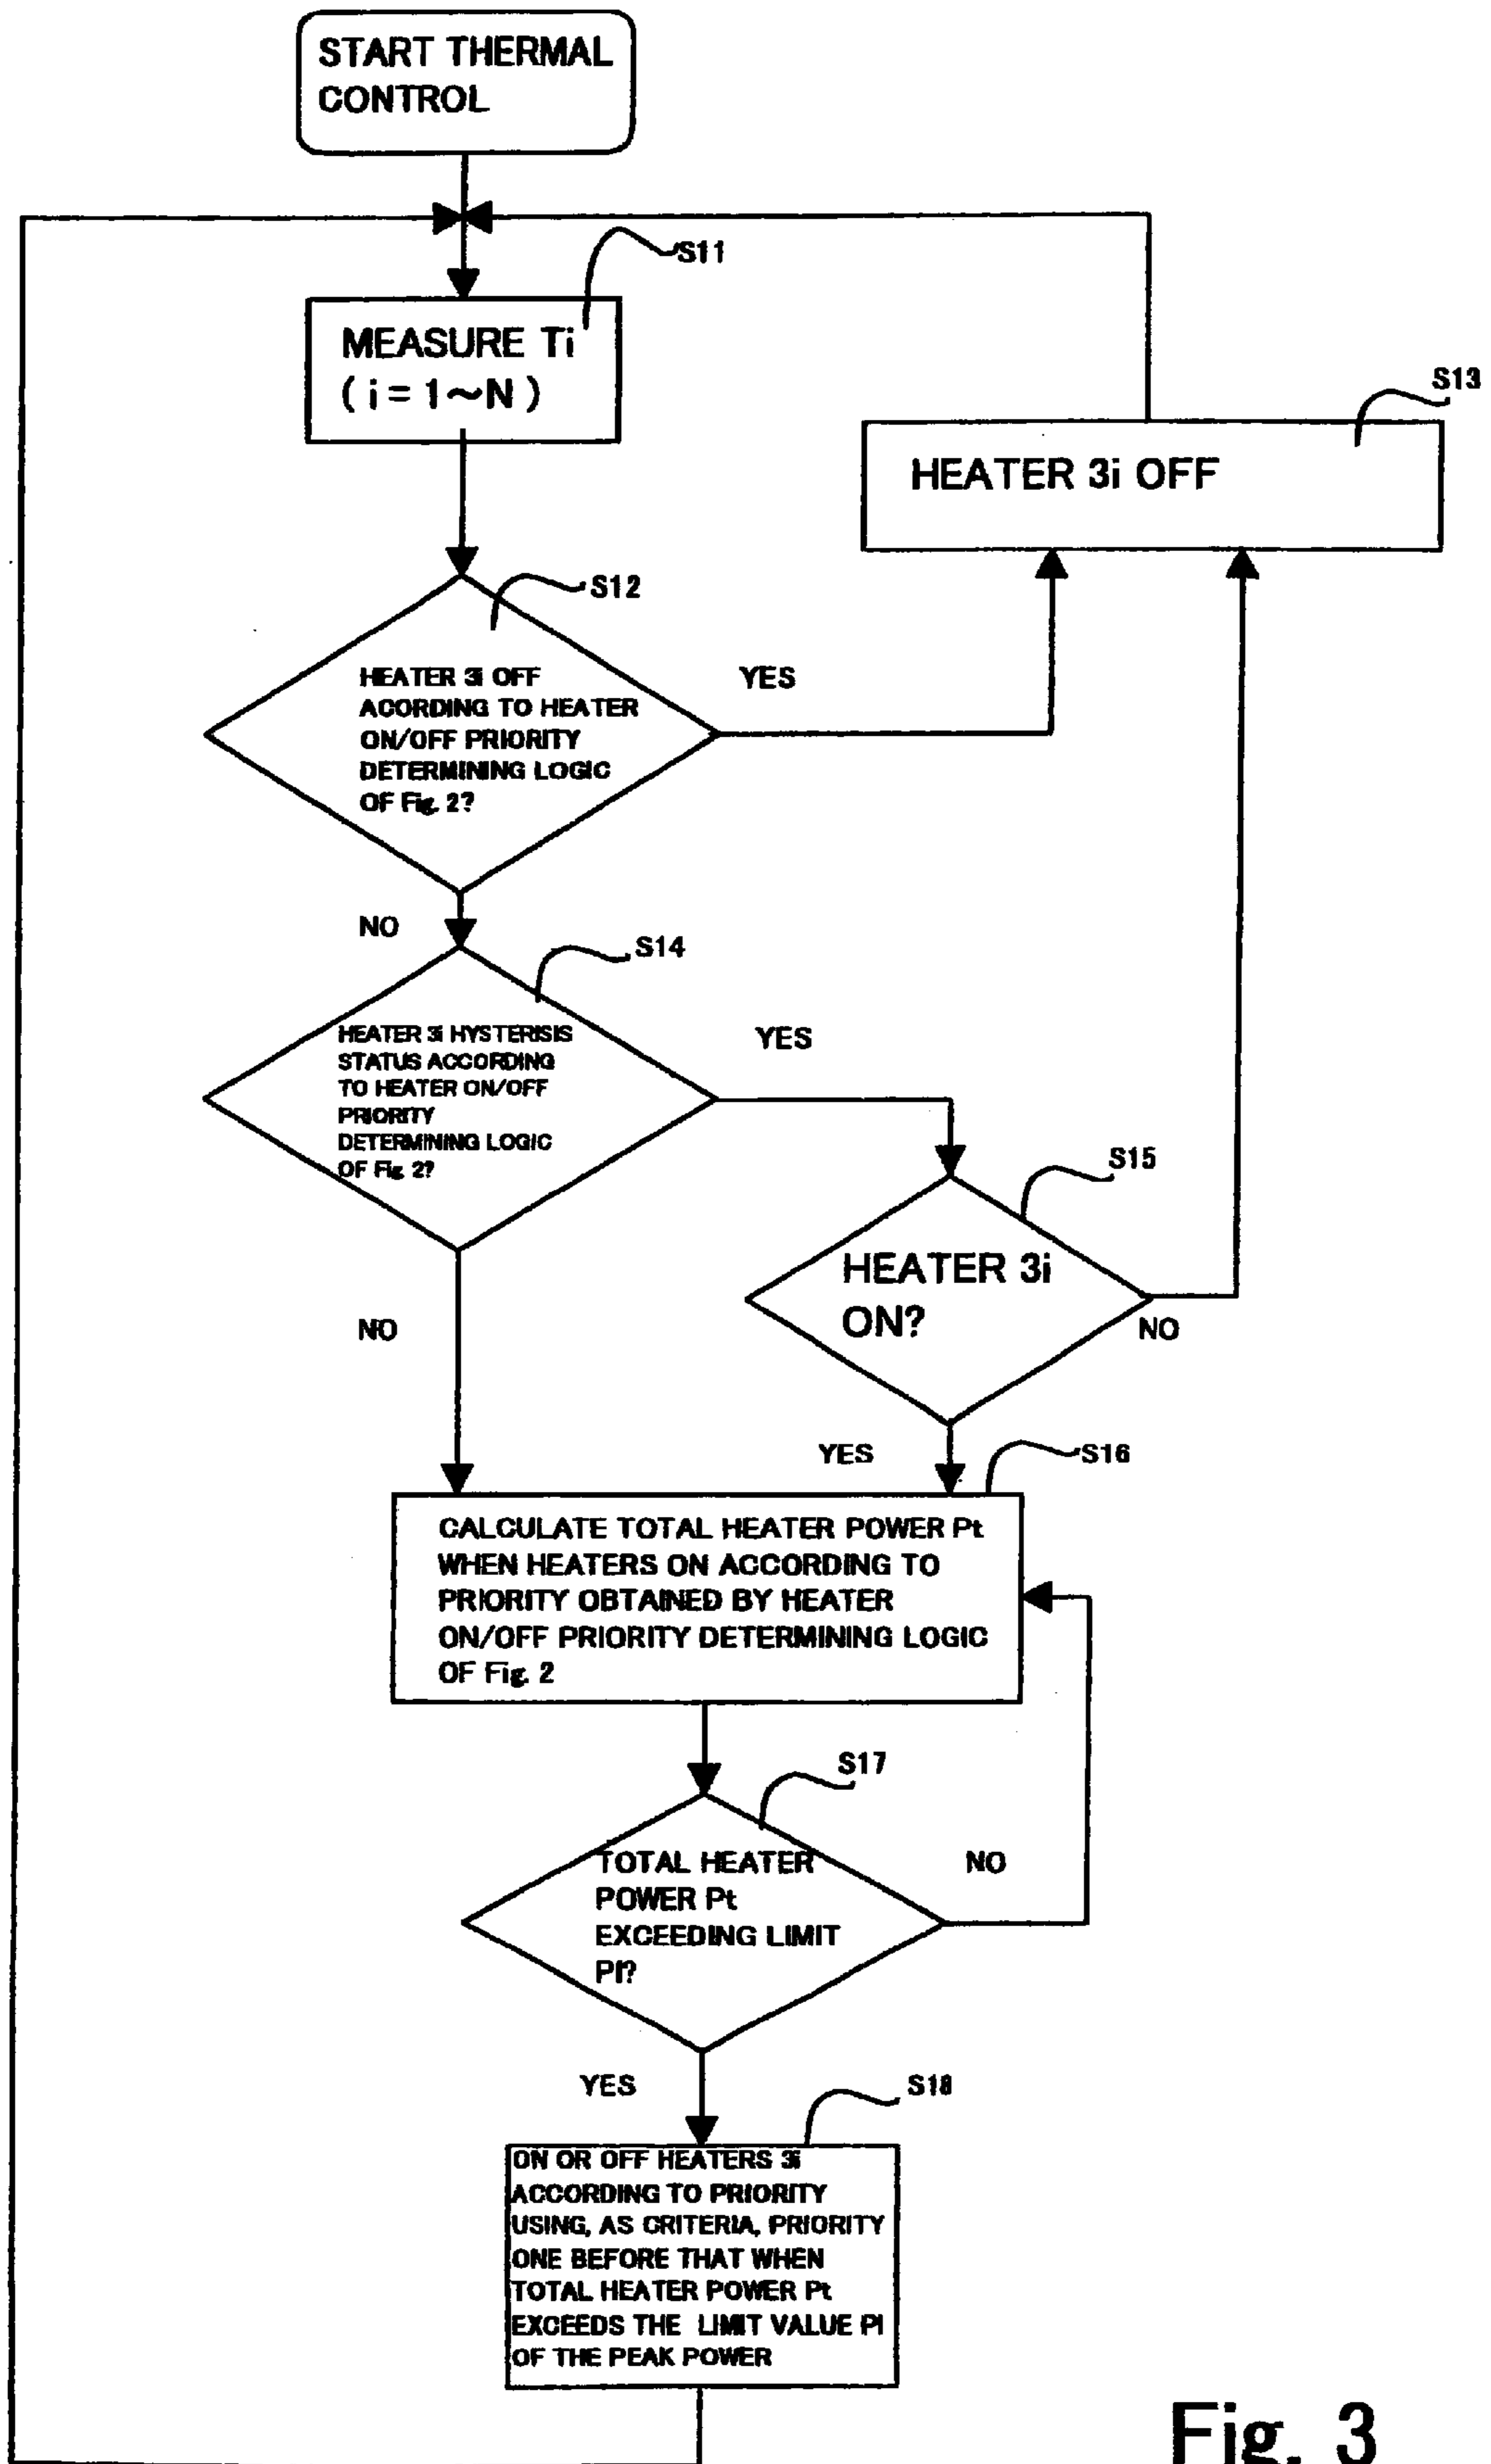 START THERMAL
CONTROL
S11
MEASURE Ti
( i = 1~N )
S13
HEATER 3i OFF
S12
HEATER 3i OFF
ACORDING TO HEATER
ON/OFF PRIORITY
DETERMINING LOGIC
OF Fig. 2?
YES
NO
S14
HEATER 3i HYSTERISIS
STATUS ACCORDING
TO HEATER ON/OFF
PRIORITY
DETERMINING LOGIC
OF Fig. 2?
YES
S15
HEATER 3i
ON?
NO
NO
YES
S16
CALCULATE TOTAL HEATER POWER Pt
WHEN HEATERS ON ACCORDING TO
PRIORITY OBTAINED BY HEATER
ON/OFF PRIORITY DETERMINING LOGIC
OF Fig. 2
S17
TOTAL HEATER
POWER Pt
EXCEEDING LIMIT
Pl?
NO
YES
S18
ON OR OFF HEATERS 3i
ACCORDING TO PRIORITY
USING, AS CRITERIA, PRIORITY
ONE BEFORE THAT WHEN
TOTAL HEATER POWER Pt
EXCEEDS THE LIMIT VALUE Pl
OF THE PEAK POWER
Fig. 3